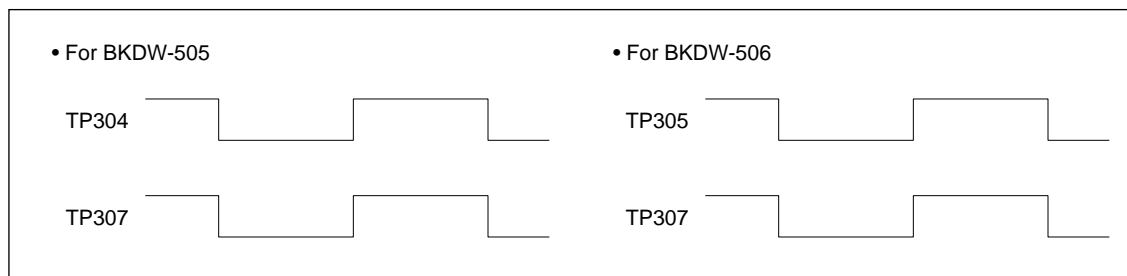 • For BKDW-505
TP304
TP307
• For BKDW-506
TP305
TP307